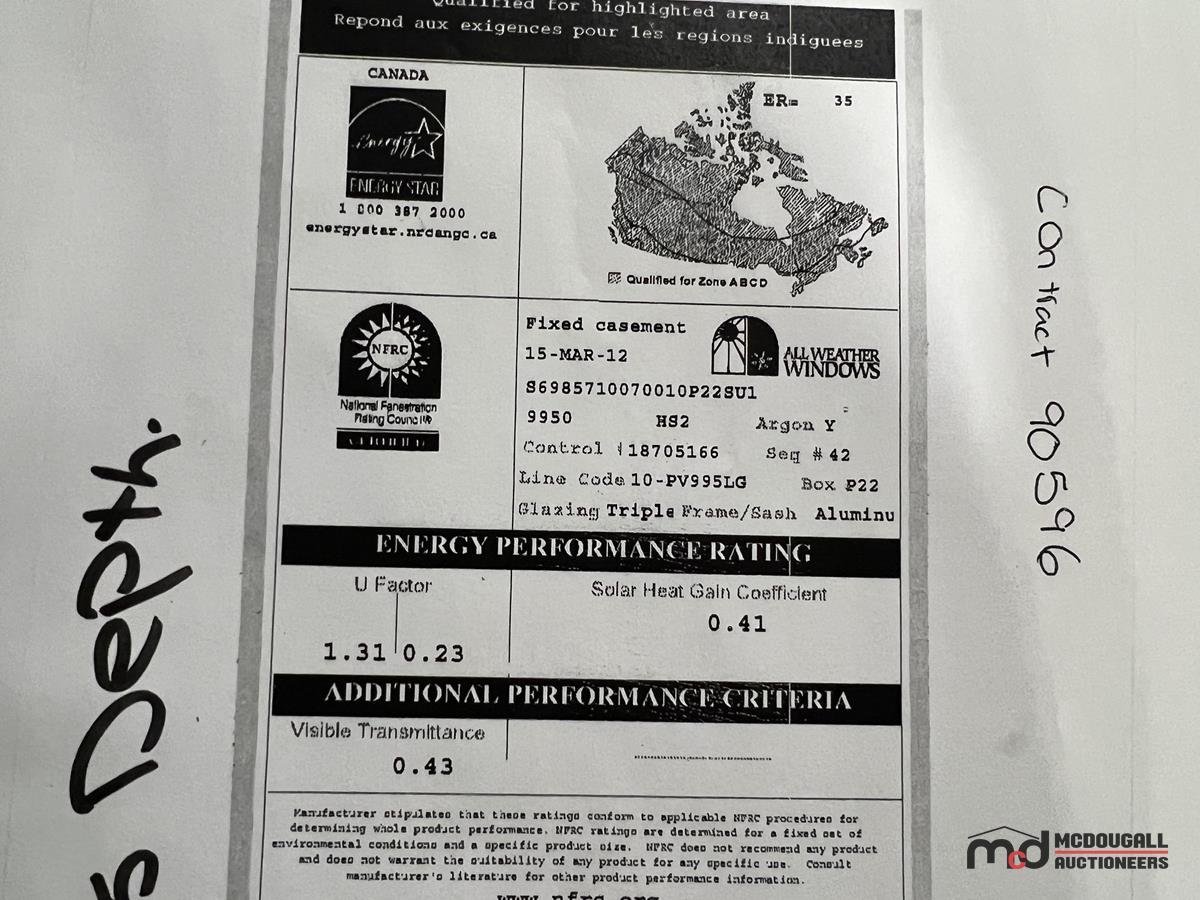 Qualified for highlighted area
Repond aux exigences pour les regions indiguees
CANADA
ER= 35
energy
ENERGY STAR
1 800 387 2000
energystar.nrcangc.ca
Qualified for Zone ABCD
NFRC
National Fenestration
Rating Council®
CERTIFIED
Fixed casement
15-MAR-12
ALL WEATHER
WINDOWS
S6985710070010P22SU1
9950 HS2 Argon Y
Control #18705166 Seq # 42
Line Code 10-PV995LG Box P22
Glazing Triple Frame/Sash Aluminu
ENERGY PERFORMANCE RATING
U Factor
Solar Heat Gain Coefficient
0.41
1.31 0.23
ADDITIONAL PERFORMANCE CRITERIA
Visible Transmittance
0.43
Manufacturer stipulates that these ratings conform to applicable NFRC procedures for
determining whole product performance. NFRC ratings are determined for a fixed set of
environmental conditions and a specific product size. NFRC does not recommend any product
and does not warrant the suitability of any product for any specific use. Consult
manufacturer's literature for other product performance information.
www.nfrc.org
Depth.
Contract 90596
mcd MCDOUGALL
AUCTIONEERS